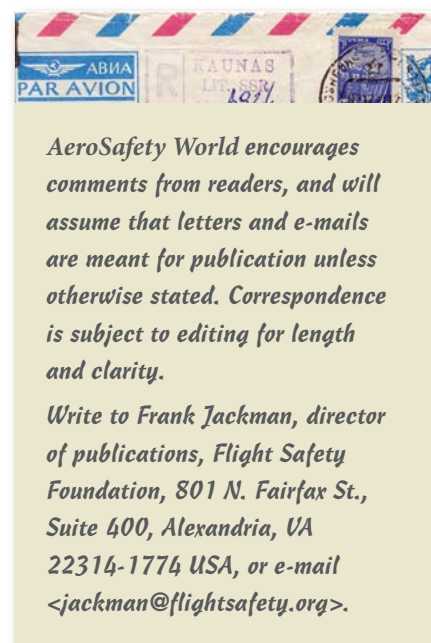 АВИА
PAR AVION
R
KAUNAS
LIT. SSR
AeroSafety World encourages
comments from readers, and will
assume that letters and e-mails
are meant for publication unless
otherwise stated. Correspondence
is subject to editing for length
and clarity.
Write to Frank Jackman, director
of publications, Flight Safety
Foundation, 801 N. Fairfax St.,
Suite 400, Alexandria, VA
22314-1774 USA, or e-mail
<jackman@flightsafety.org>.